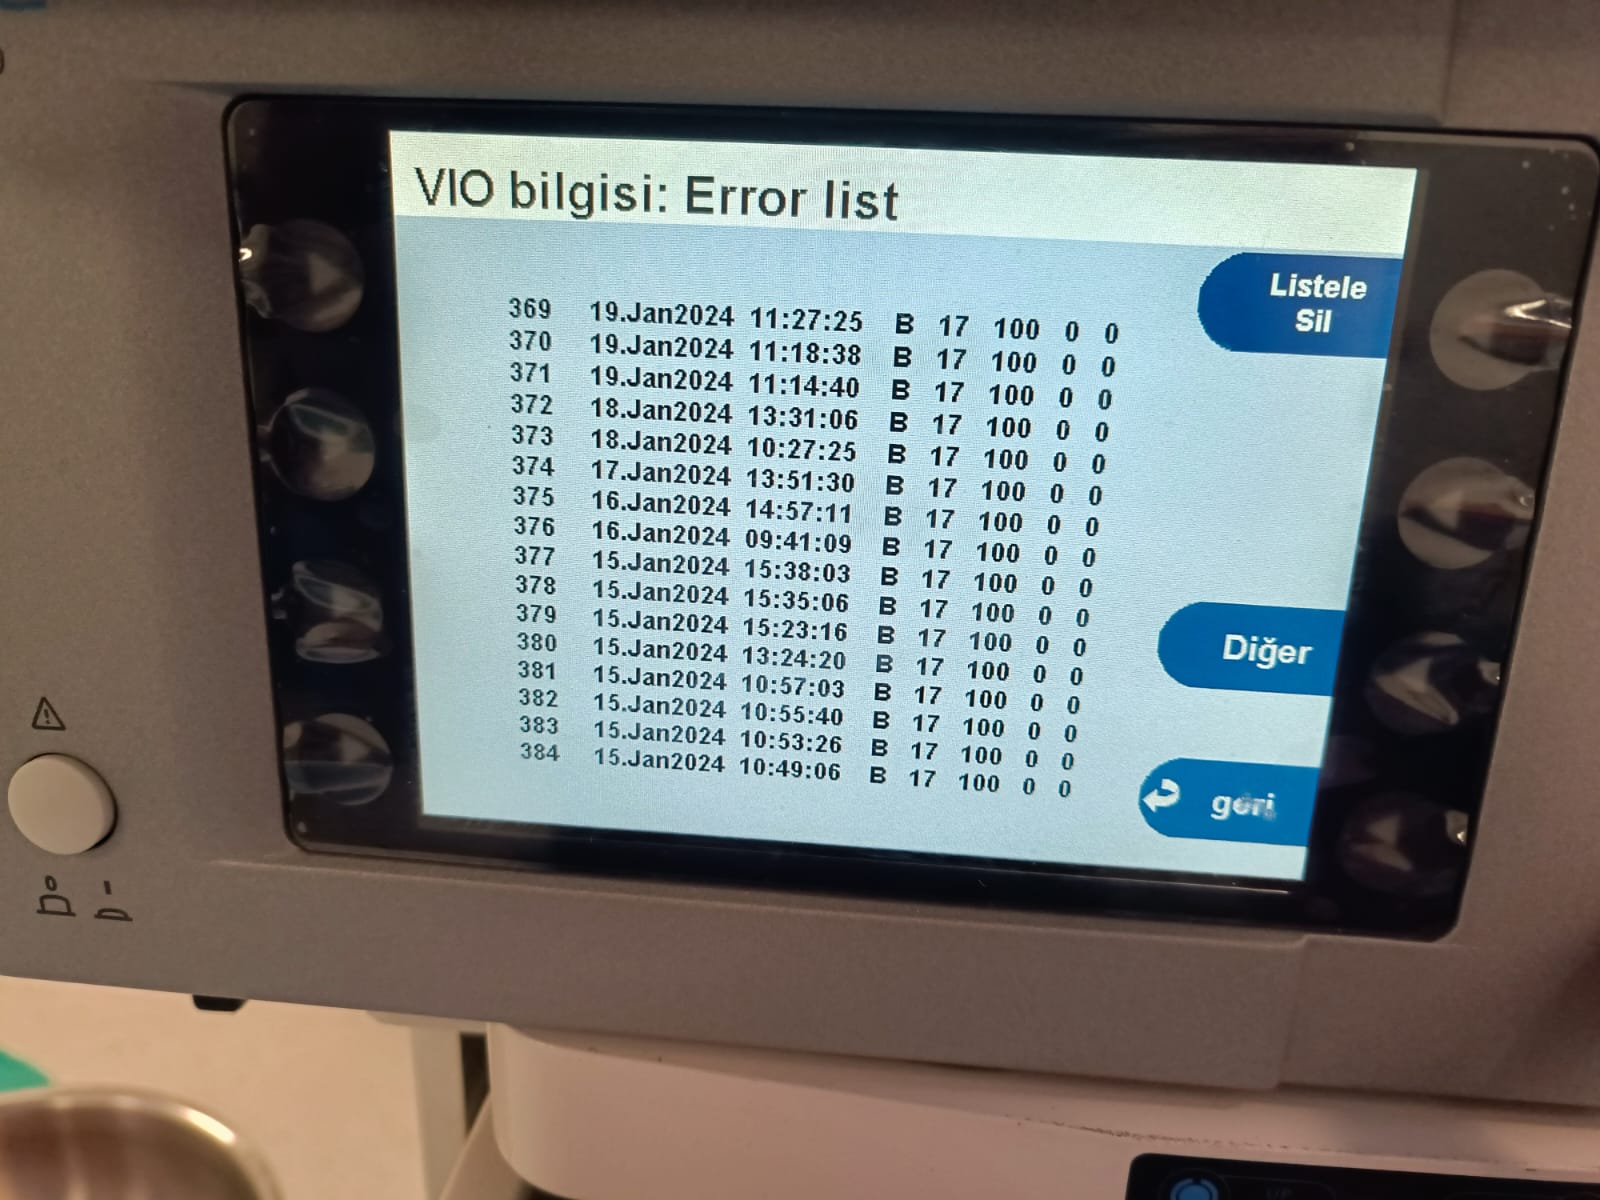 VIO bilgisi: Error list
369 19.Jan2024 11:27:25 B 17 100 0 0
370 19.Jan2024 11:18:38 B 17 100 0 0
371 19.Jan2024 11:14:40 B 17 100 0 0
372 18.Jan2024 13:31:06 B 17 100 0 0
373 18.Jan2024 10:27:25 B 17 100 0 0
374 17.Jan2024 13:51:30 B 17 100 0 0
375 16.Jan2024 14:57:11 B 17 100 0 0
376 16.Jan2024 09:41:09 B 17 100 0 0
377 15.Jan2024 15:38:03 B 17 100 0 0
378 15.Jan2024 15:35:06 B 17 100 0 0
379 15.Jan2024 15:23:16 B 17 100 0 0
380 15.Jan2024 13:24:20 B 17 100 0 0
381 15.Jan2024 10:57:03 B 17 100 0 0
382 15.Jan2024 10:55:40 B 17 100 0 0
383 15.Jan2024 10:53:26 B 17 100 0 0
384 15.Jan2024 10:49:06 B 17 100 0 0
Listele
Sil
Diğer
geri